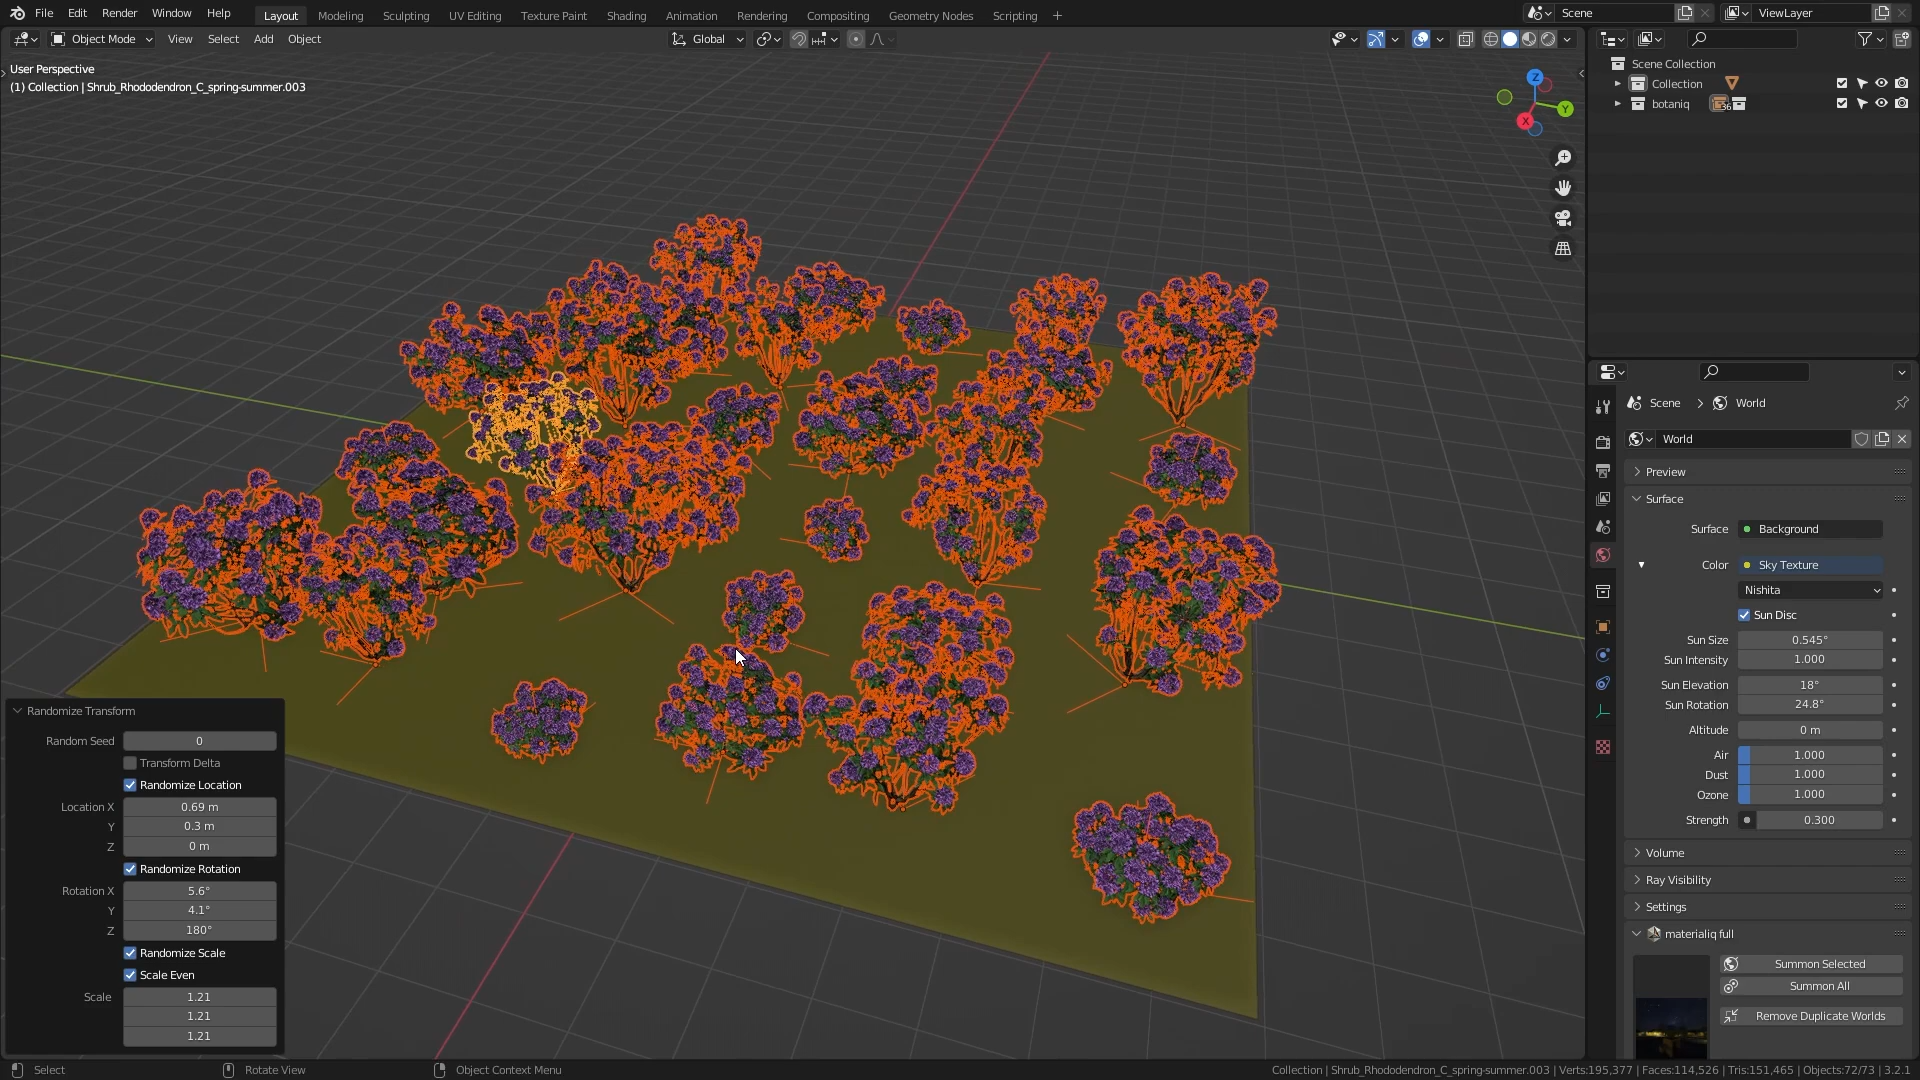 File Edit Render Window Help Layout Modeling Sculpting UV Editing Texture Paint Shading Animation Rendering Compositing Geometry Nodes Scripting + Scene ViewLayer
Object Mode View Select Add Object Global
User Perspective
(1) Collection | Shrub_Rhododendron_C_spring-summer.003
Z
Y
X
Scene Collection
Collection
botaniq 36
Scene > World
World
Preview
Surface
Surface Background
Color Sky Texture
Nishita
Sun Disc
Sun Size 0.545°
Sun Intensity 1.000
Sun Elevation 18°
Sun Rotation 24.8°
Altitude 0 m
Air 1.000
Dust 1.000
Ozone 1.000
Strength 0.300
Volume
Ray Visibility
Settings
materialiq full
Summon Selected
Summon All
Remove Duplicate Worlds
Randomize Transform
Random Seed 0
Transform Delta
Randomize Location
Location X 0.69 m
Y 0.3 m
Z 0 m
Randomize Rotation
Rotation X 5.6°
Y 4.1°
Z 180°
Randomize Scale
Scale Even
Scale 1.21
1.21
1.21
Select Rotate View Object Context Menu Collection | Shrub_Rhododendron_C_spring-summer.003 | Verts:195,377 | Faces:114,526 | Tris:151,465 | Objects:72/73 | 3.2.1